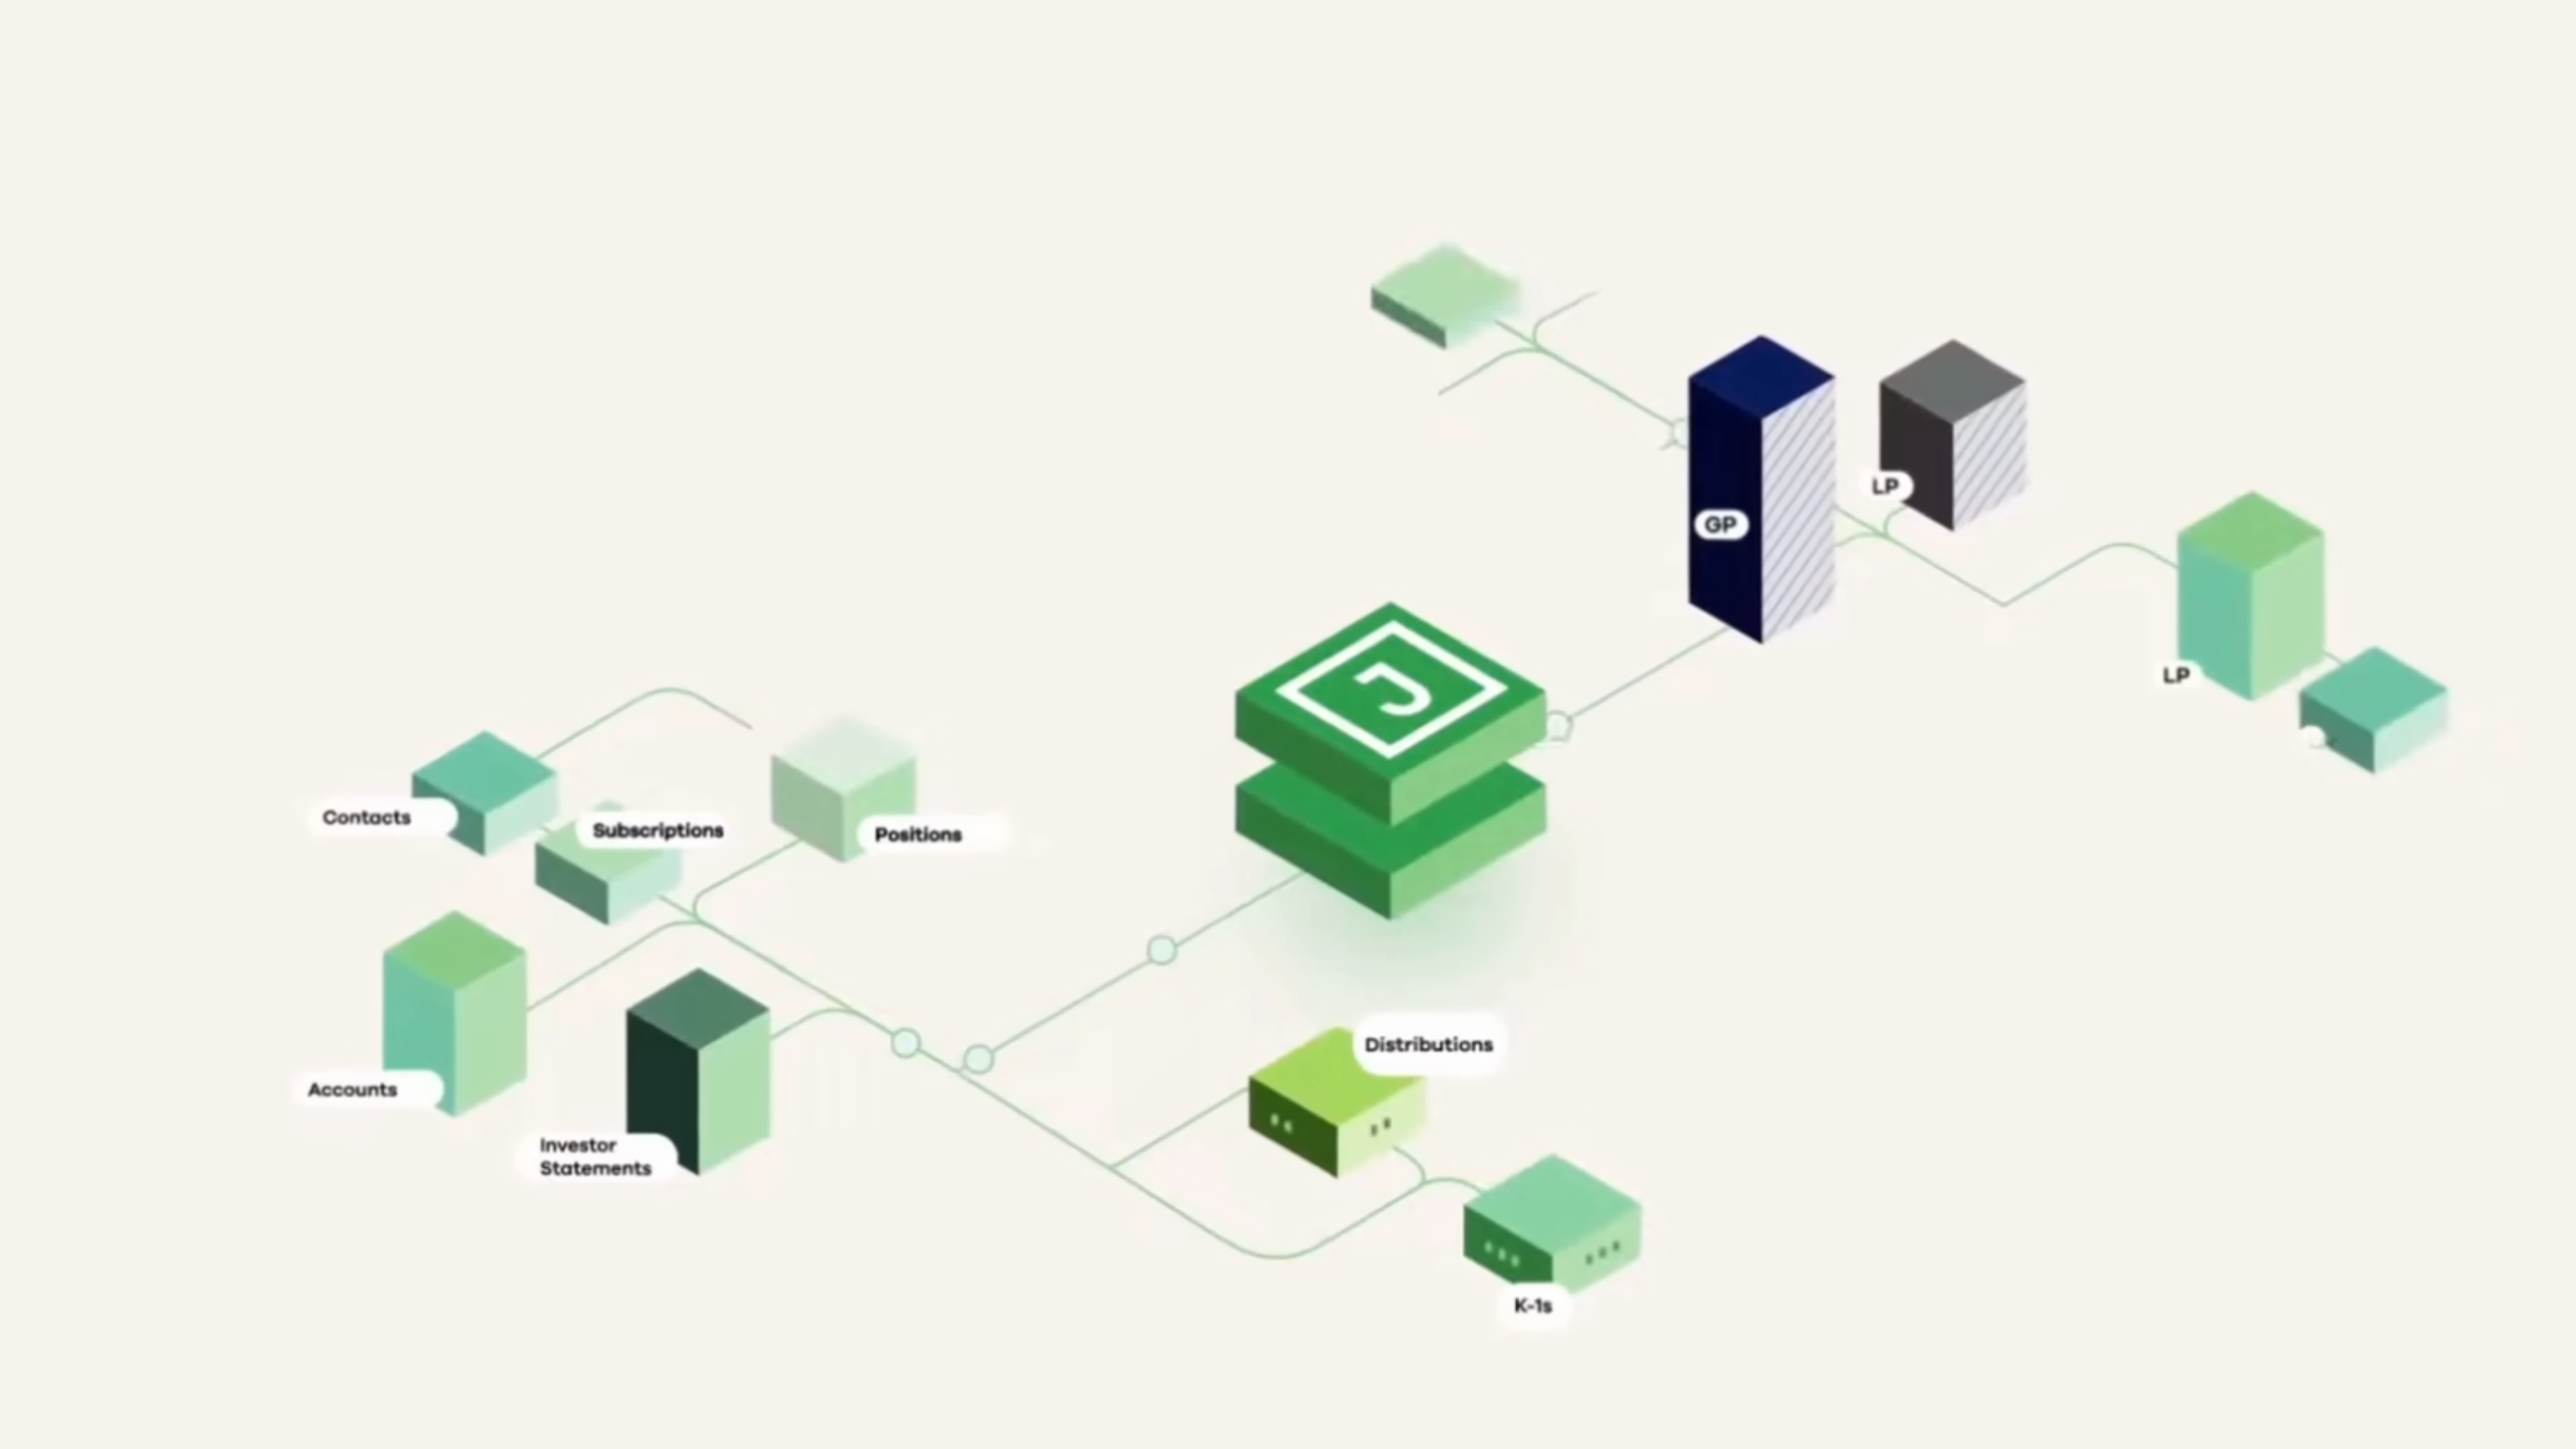 LP
GP
LP
Contacts
Subscriptions
Positions
Accounts
Investor
Statements
Distributions
K-1s